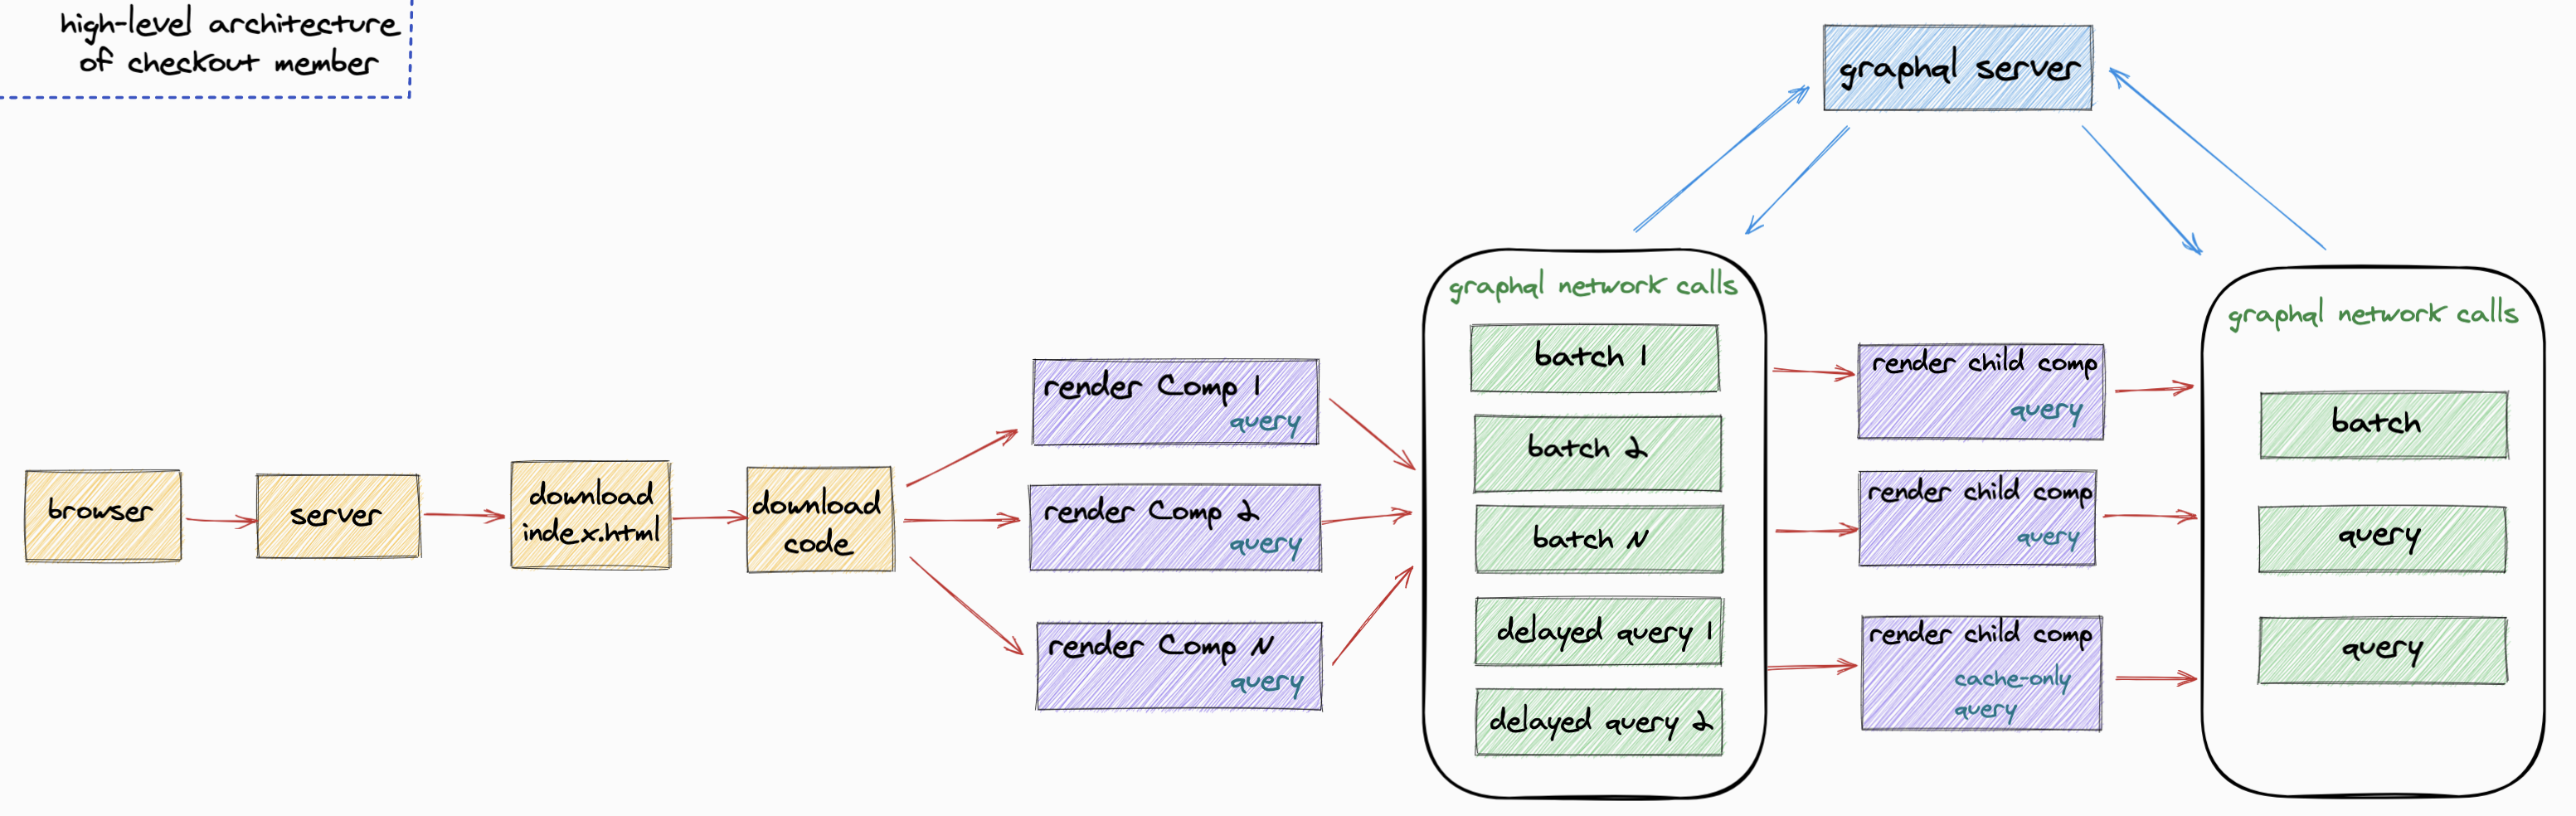 high-level architecture
of checkout member
graphql server
browser
server
download
index.html
download
code
render Comp 1
query
render Comp 2
query
render Comp N
query
graphql network calls
batch 1
batch 2
batch N
delayed query 1
delayed query 2
render child comp
query
render child comp
query
render child comp
cache-only
query
graphql network calls
batch
query
query